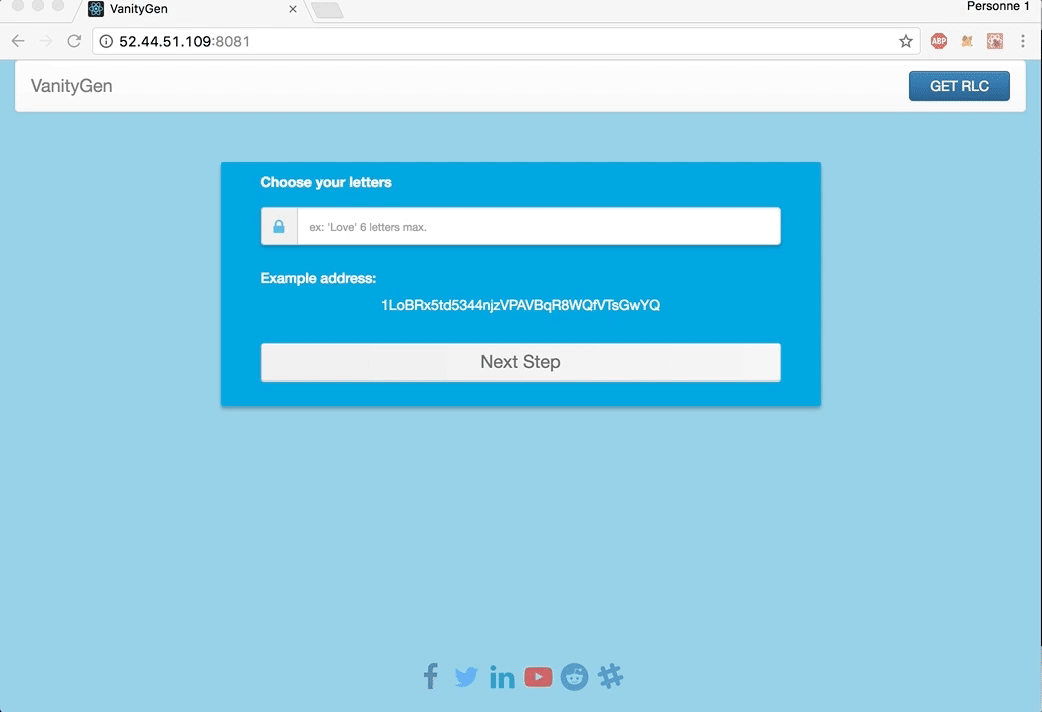 VanityGen
Personne 1
52.44.51.109:8081
ABP
VanityGen
GET RLC
Choose your letters
ex: 'Love' 6 letters max.
Example address:
1LoBRx5td5344njzVPAVBqR8WQfVTsGwYQ
Next Step